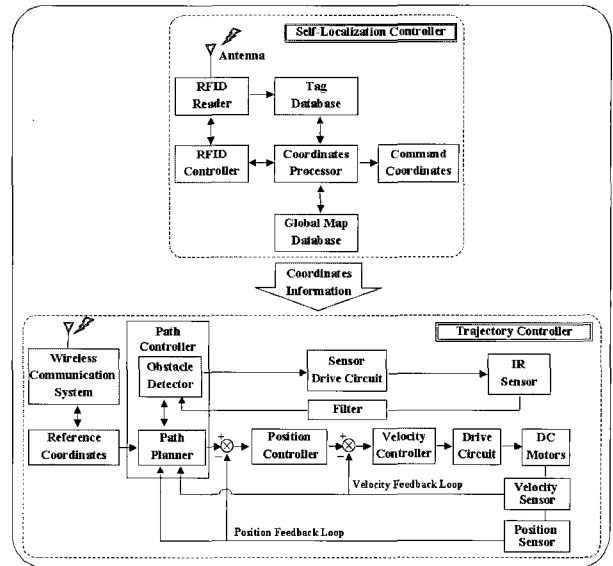 Self-Localization Controller
Antenna
RFID
Reader
Tag
Database
RFID
Controller
Coordinates
Processor
Command
Coordinates
Global Map
Database
Coordinates
Information
Trajectory Controller
Wireless
Communication
System
Path
Controller
Obstacle
Detector
Sensor
Drive Circuit
IR
Sensor
Filter
Reference
Coordinates
Path
Planner
+
−
Position
Controller
+
−
Velocity
Controller
Drive
Circuit
DC
Motors
Velocity Feedback Loop
Velocity
Sensor
Position Feedback Loop
Position
Sensor